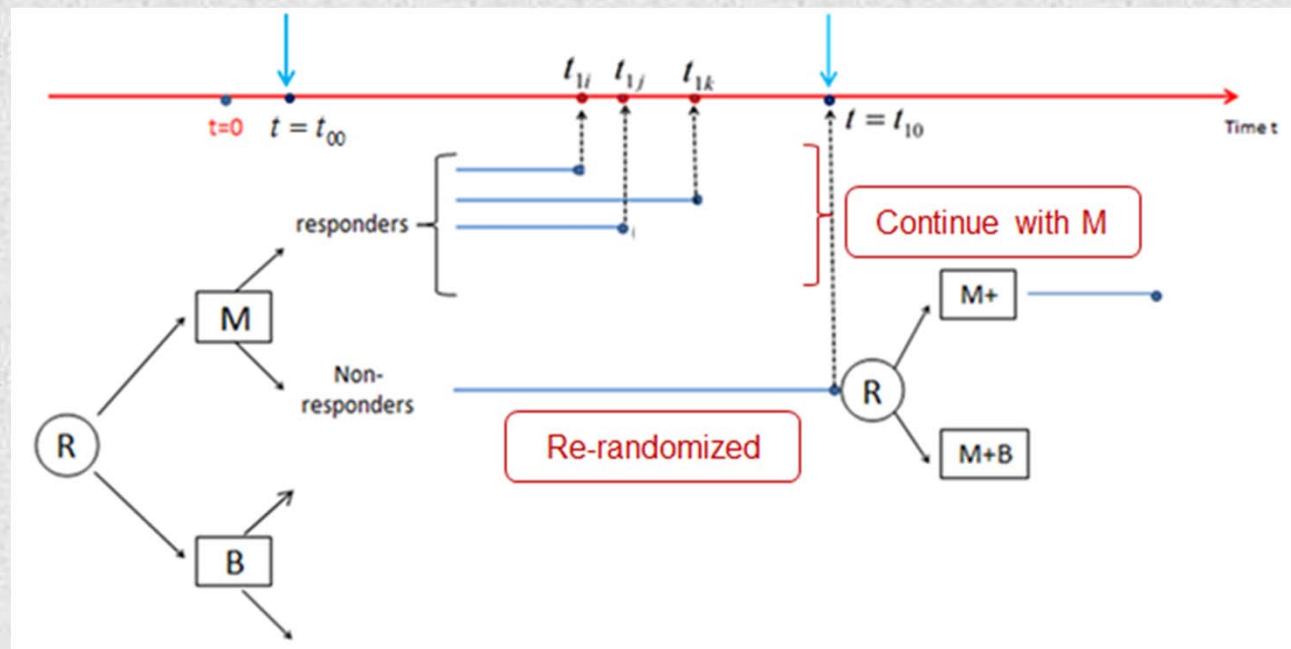 t₁ᵢ t₁ⱼ t₁ₖ
t=0 t = t₀₀
t = t₁₀
Time t
responders
Continue with M
M
M+
Non-
responders
R
R
Re-randomized
M+B
B